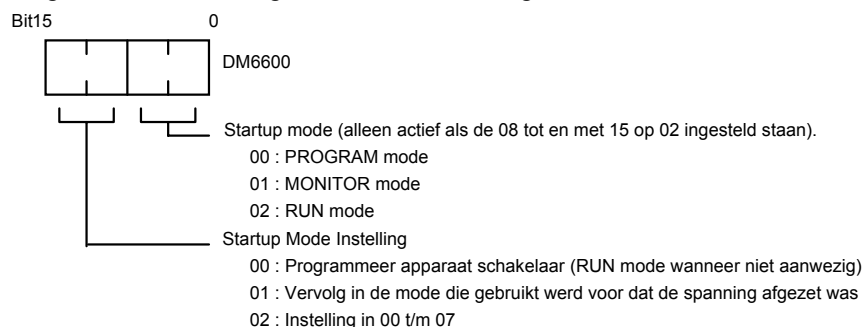 Bit15 0
DM6600
Startup mode (alleen actief als de 08 tot en met 15 op 02 ingesteld staan).
00 : PROGRAM mode
01 : MONITOR mode
02 : RUN mode
Startup Mode Instelling
00 : Programmeer apparaat schakelaar (RUN mode wanneer niet aanwezig)
01 : Vervolg in de mode die gebruikt werd voor dat de spanning afgezet was
02 : Instelling in 00 t/m 07